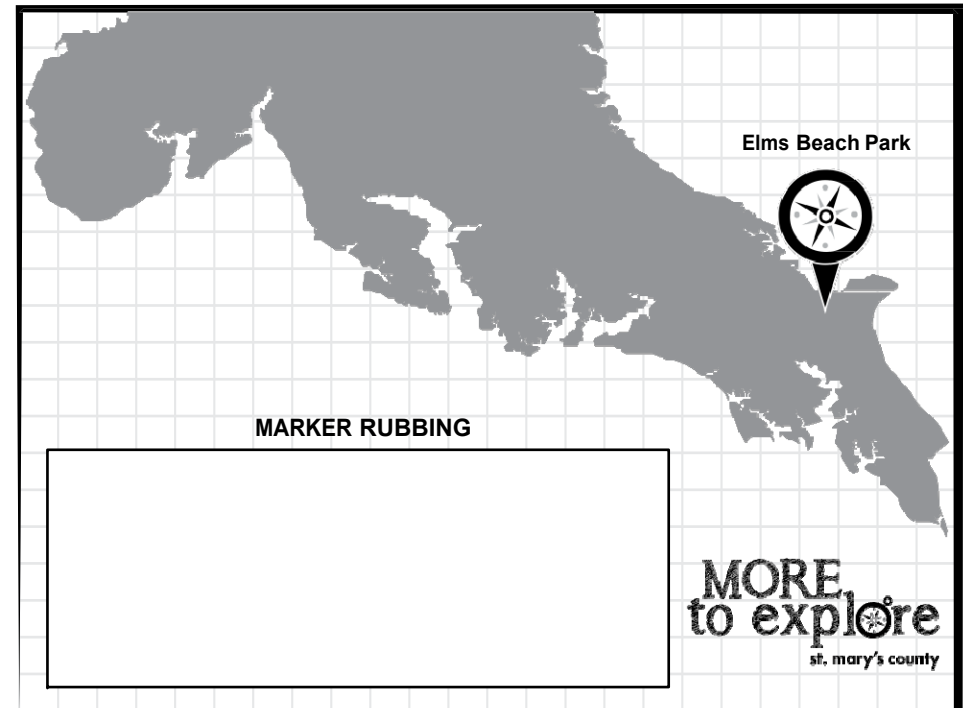 Elms Beach Park
MARKER RUBBING
MORE
to explore
st. mary's county